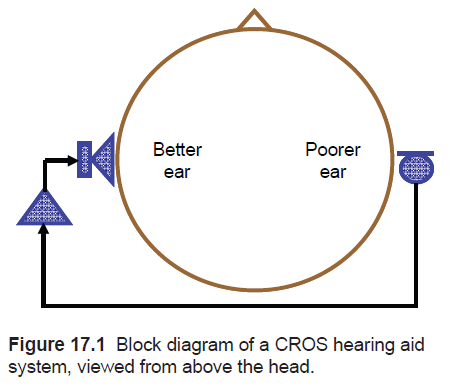 Better
ear
Poorer
ear
Figure 17.1 Block diagram of a CROS hearing aid
system, viewed from above the head.